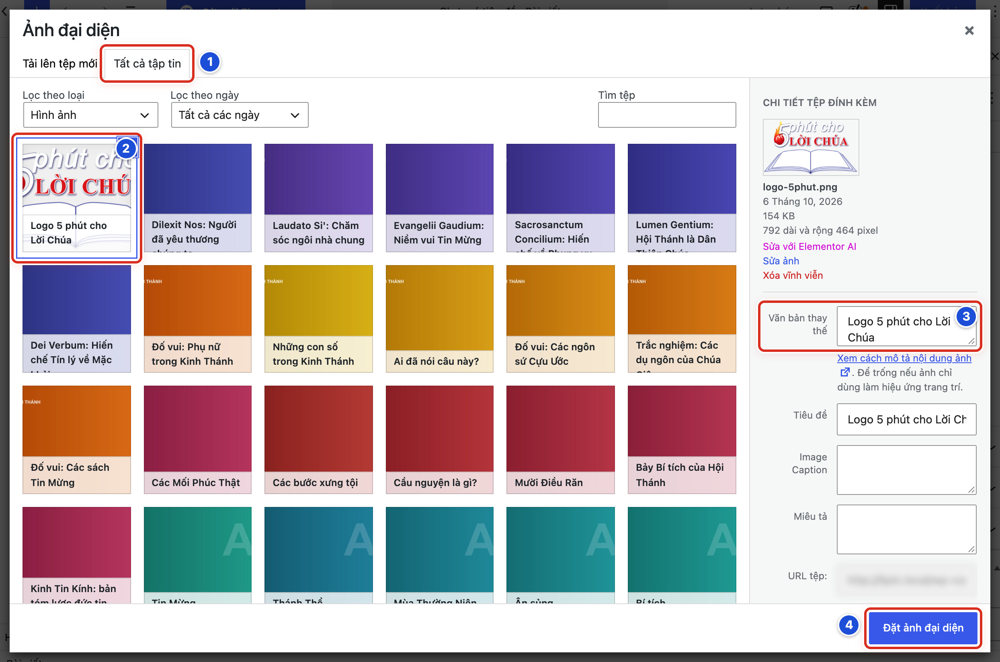 Ảnh đại diện
Tải lên tệp mới
Tất cả tập tin
1
Lọc theo loại
Lọc theo ngày
Tìm tệp
Hình ảnh
Tất cả các ngày
2
phút cho
LỜI CHÚ
Logo 5 phút cho
Lời Chúa
Dilexit Nos: Người
đã yêu thương
Laudato Si': Chăm
sóc ngôi nhà chung
Evangelii Gaudium:
Niềm vui Tin Mừng
Sacrosanctum
Concilium: Hiến
Lumen Gentium:
Hội Thánh là Dân
Dei Verbum: Hiến
chế Tín lý về Mặc
THÁNH
Đố vui: Phụ nữ
trong Kinh Thánh
THÁNH
Những con số
trong Kinh Thánh
THÁNH
Ai đã nói câu này?
THÁNH
Đố vui: Các ngôn
sứ Cựu Ước
THÁNH
Trắc nghiệm: Các
dụ ngôn của Chúa
THÁNH
Đố vui: Các sách
Tin Mừng
Các Mối Phúc Thật
Các bước xưng tội
Cầu nguyện là gì?
Mười Điều Răn
Bảy Bí tích của Hội
Thánh
Kinh Tin Kính: bản
tóm lược đức tin
A
Tin Mừng
A
Thánh Thể
A
Mùa Thường Niên
A
Ân sủng
A
Bí tích
CHI TIẾT TỆP ĐÍNH KÈM
5 phút cho
LỜI CHÚA
logo-5phut.png
6 Tháng 10, 2026
154 KB
792 dài và rộng 464 pixel
Sửa với Elementor AI
Sửa ảnh
Xóa vĩnh viễn
Văn bản thay
thế
Logo 5 phút cho Lời
Chúa
3
Xem cách mô tả nội dung ảnh
. Để trống nếu ảnh chỉ
dùng làm hiệu ứng trang trí.
Tiêu đề
Logo 5 phút cho Lời Ch
Image
Caption
Miêu tả
URL tệp:
4
Đặt ảnh đại diện